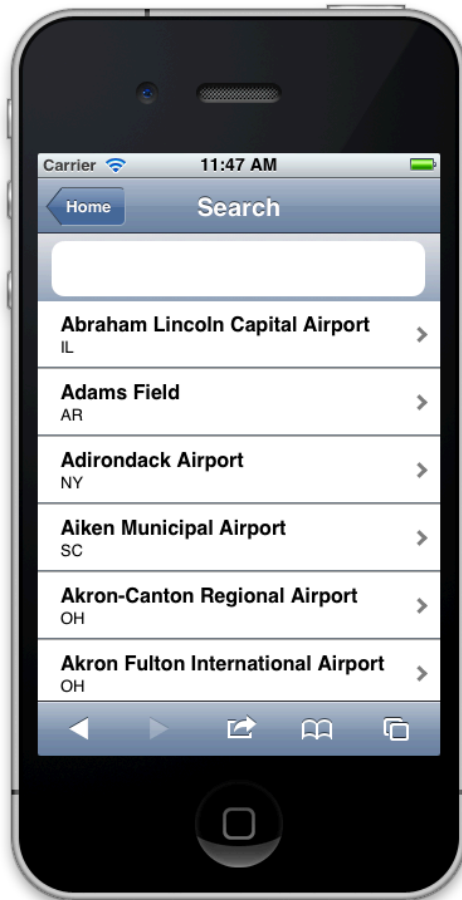 Carrier 11:47 AM
Home Search
Abraham Lincoln Capital Airport
IL
Adams Field
AR
Adirondack Airport
NY
Aiken Municipal Airport
SC
Akron-Canton Regional Airport
OH
Akron Fulton International Airport
OH